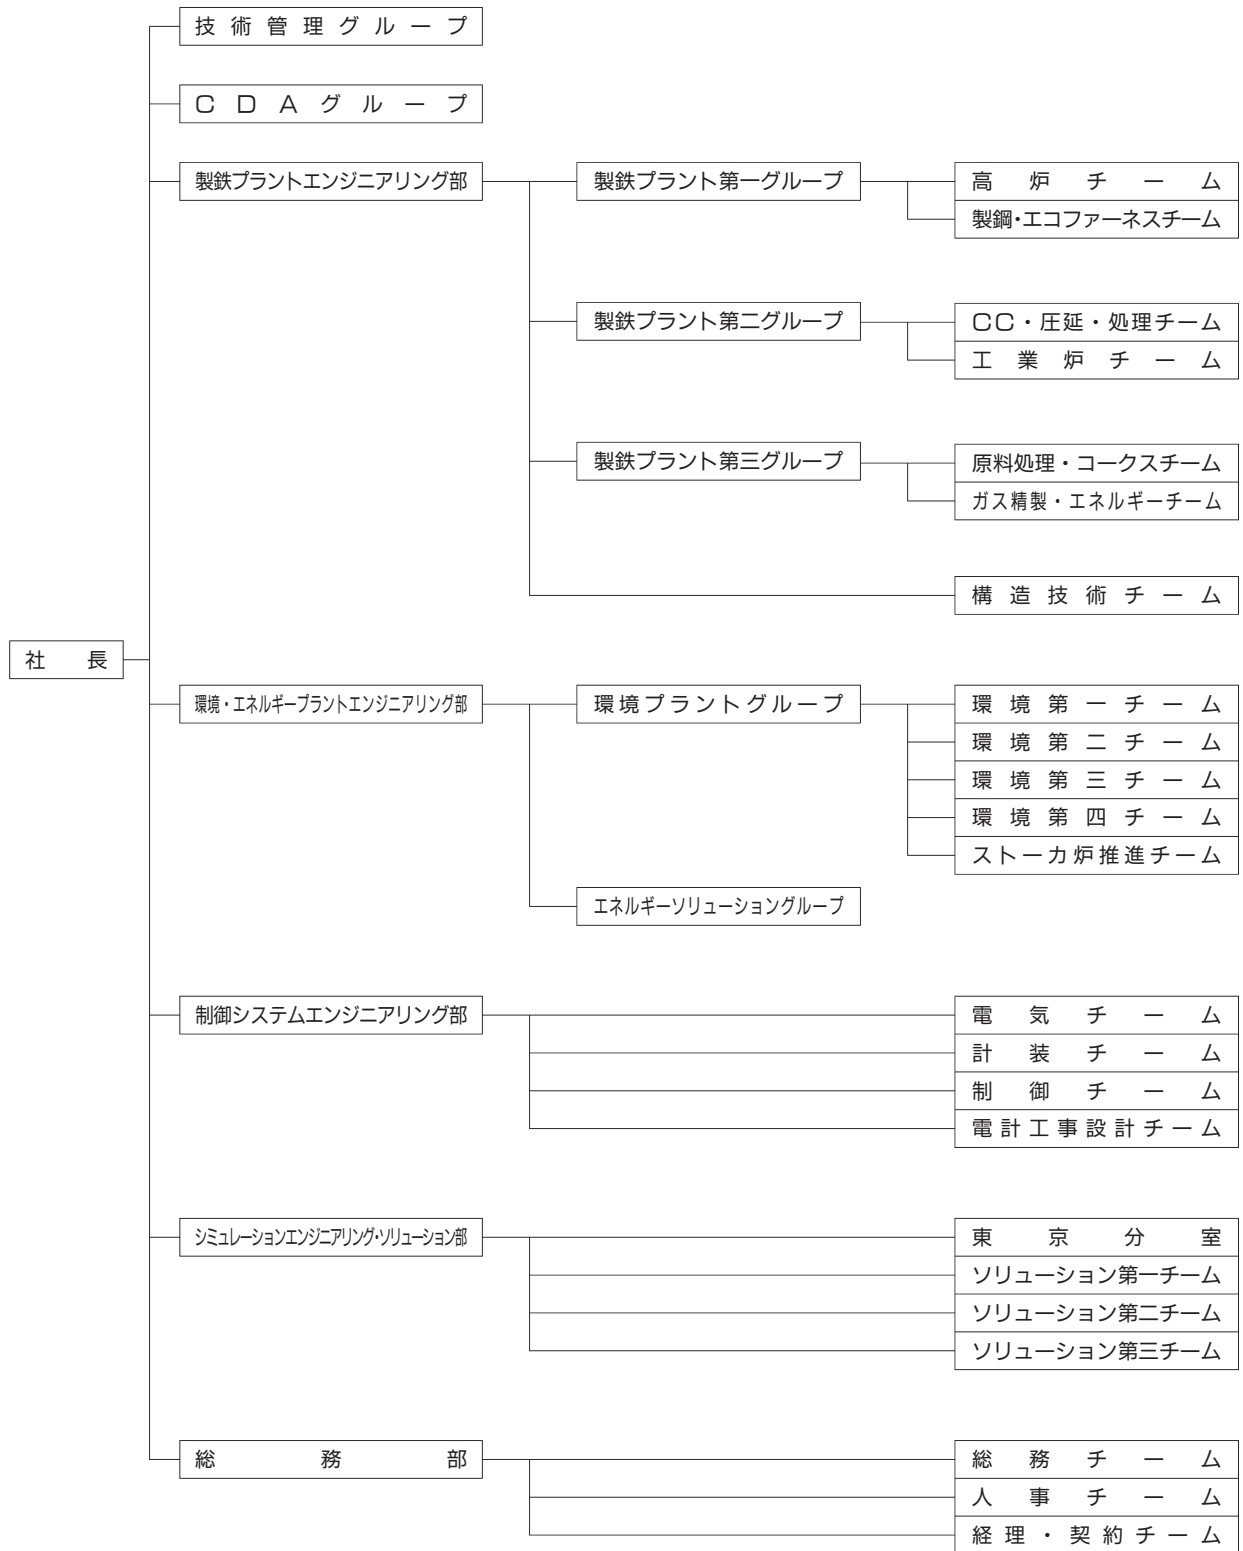 技術管理グループ
CDAグループ
製鉄プラントエンジニアリング部
製鉄プラント第一グループ
高炉チーム
製鋼・エコファーネスチーム
製鉄プラント第二グループ
CC・圧延・処理チーム
工業炉チーム
製鉄プラント第三グループ
原料処理・コークスチーム
ガス精製・エネルギーチーム
構造技術チーム
社長
環境・エネルギープラントエンジニアリング部
環境プラントグループ
環境第一チーム
環境第二チーム
環境第三チーム
環境第四チーム
ストーカ炉推進チーム
エネルギーソリューショングループ
制御システムエンジニアリング部
電気チーム
計装チーム
制御チーム
電計工事設計チーム
シミュレーションエンジニアリング・ソリューション部
東京分室
ソリューション第一チーム
ソリューション第二チーム
ソリューション第三チーム
総務部
総務チーム
人事チーム
経理・契約チーム